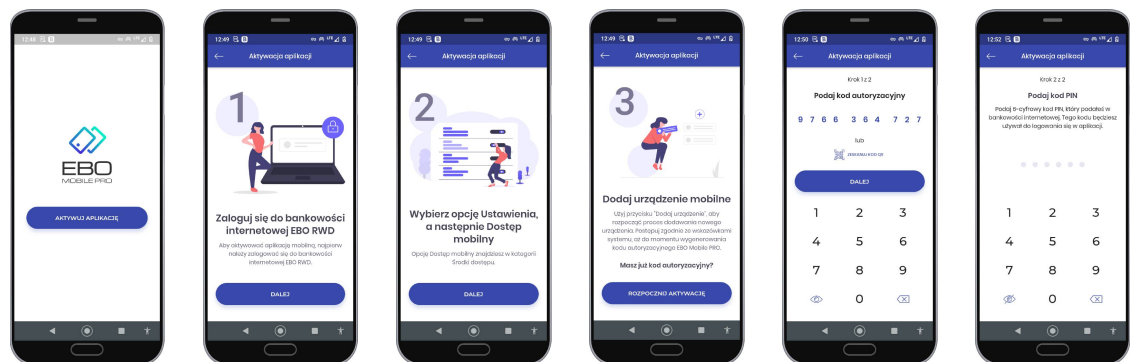 12:48
EBO
MOBILE PRO
AKTYWUJ APLIKACJĘ
12:49
Aktywacja aplikacji
1
Zaloguj się do bankowości
internetowej EBO RWD
Aby aktywować aplikację mobilną, najpierw
należy zalogować się do bankowości
internetowej EBO RWD.
DALEJ
12:49
Aktywacja aplikacji
2
Wybierz opcję Ustawienia,
a następnie Dostęp
mobilny
Opcję Dostęp mobilny znajdziesz w kategorii
Środki dostępu.
DALEJ
12:49
Aktywacja aplikacji
3
Dodaj urządzenie mobilne
Użyj przycisku "Dodaj urządzenie", aby
rozpocząć proces dodawania nowego
urządzenia. Postępuj zgodnie ze wskazówkami
systemu, aż do momentu wygenerowania
kodu autoryzacyjnego EBO Mobile PRO.
Masz już kod autoryzacyjny?
ROZPOCZNIJ AKTYWACJĘ
12:50
Aktywacja aplikacji
Krok 1 z 2
Podaj kod autoryzacyjny
9 7 6 6 3 6 4 7 2 7
lub
ZESKANUJ KOD QR
DALEJ
1 2 3
4 5 6
7 8 9
0
12:52
Aktywacja aplikacji
Krok 2 z 2
Podaj kod PIN
Podaj 6-cyfrowy kod PIN, który podałeś w
bankowości internetowej. Tego kodu będziesz
używał do logowania się w aplikacji.
1 2 3
4 5 6
7 8 9
0